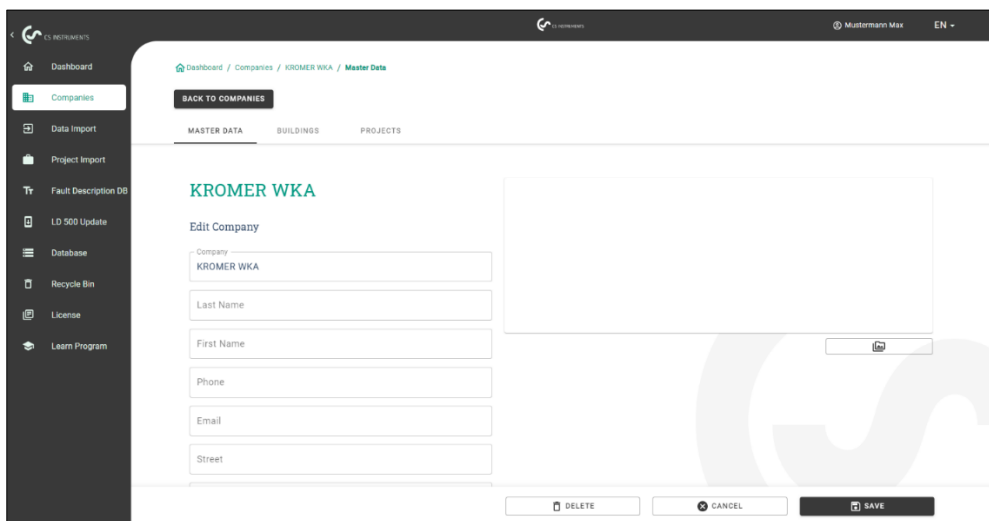 CS INSTRUMENTS
CS INSTRUMENTS
Mustermann Max
EN
Dashboard
Companies
Data Import
Project Import
Fault Description DB
LD 500 Update
Database
Recycle Bin
License
Learn Program
Dashboard / Companies / KROMER WKA / Master Data
BACK TO COMPANIES
MASTER DATA BUILDINGS PROJECTS
KROMER WKA
Edit Company
Company
KROMER WKA
Last Name
First Name
Phone
Email
Street
DELETE CANCEL SAVE